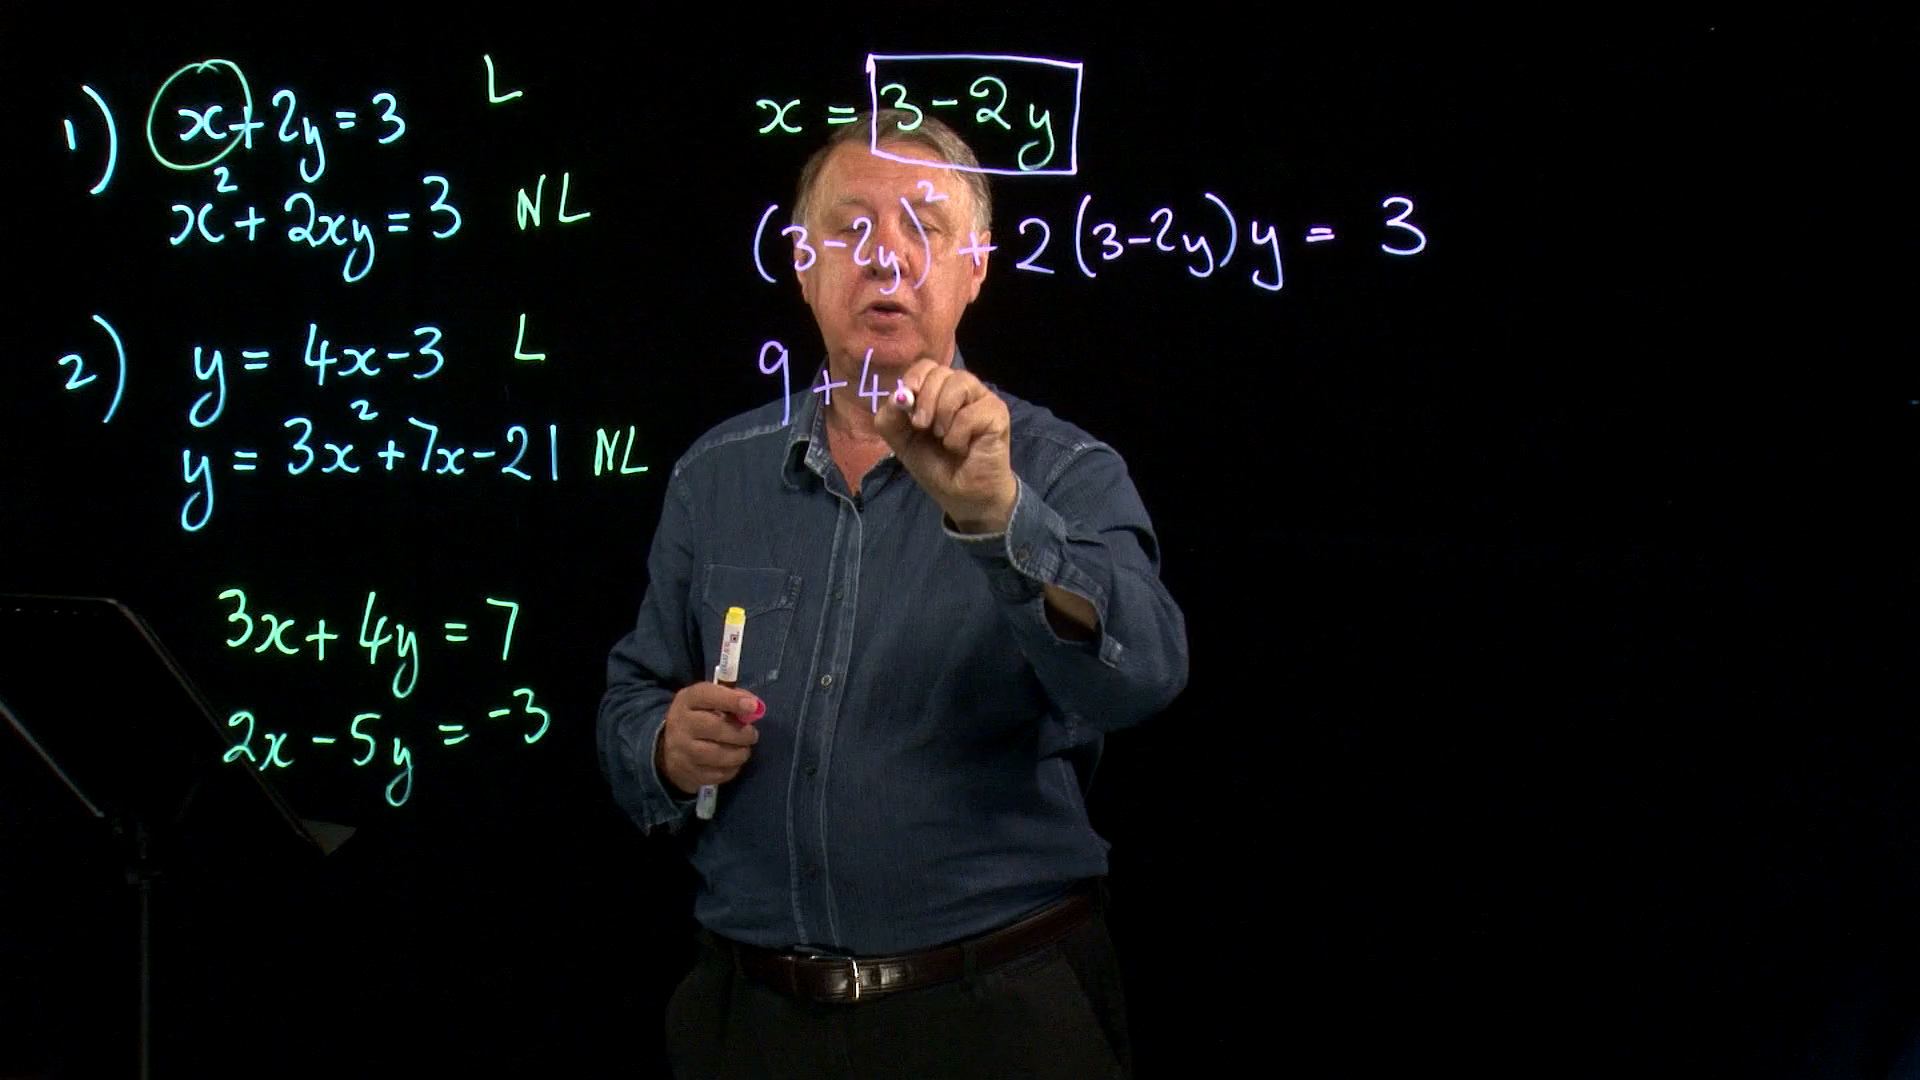 1) x+2y=3 L
x²+2xy=3 NL
2) y=4x-3 L
y=3x²+7x-21 NL
3x+4y=7
2x-5y=-3
x=3-2y
(3-2y)²+2(3-2y)y=3
9+4